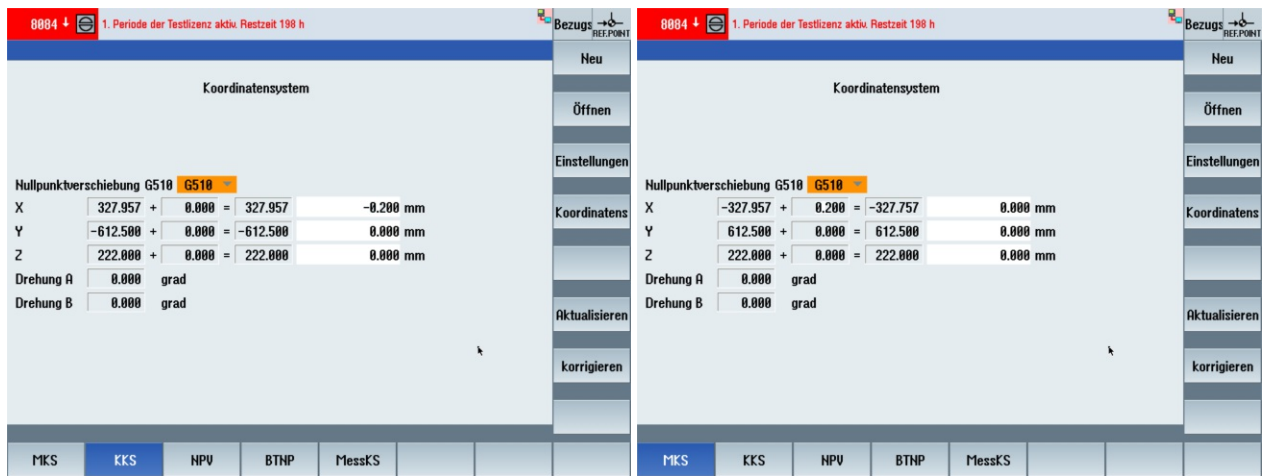 8084 ↓ 1. Periode der Testlizenz aktiv. Restzeit 198 h Bezugs REF.POINT
Neu
Koordinatensystem
Öffnen
Einstellungen
Nullpunktverschiebung G510 G510
X 327.957 + 0.000 = 327.957 -0.200 mm
Koordinatens
Y -612.500 + 0.000 = -612.500 0.000 mm
Z 222.000 + 0.000 = 222.000 0.000 mm
Drehung A 0.000 grad
Drehung B 0.000 grad
Aktualisieren
korrigieren
MKS KKS NPV BTNP MessKS
8084 ↓ 1. Periode der Testlizenz aktiv. Restzeit 198 h Bezugs REF.POINT
Neu
Koordinatensystem
Öffnen
Einstellungen
Nullpunktverschiebung G510 G510
X -327.957 + 0.200 = -327.757 0.000 mm
Koordinatens
Y 612.500 + 0.000 = 612.500 0.000 mm
Z 222.000 + 0.000 = 222.000 0.000 mm
Drehung A 0.000 grad
Drehung B 0.000 grad
Aktualisieren
korrigieren
MKS KKS NPV BTNP MessKS